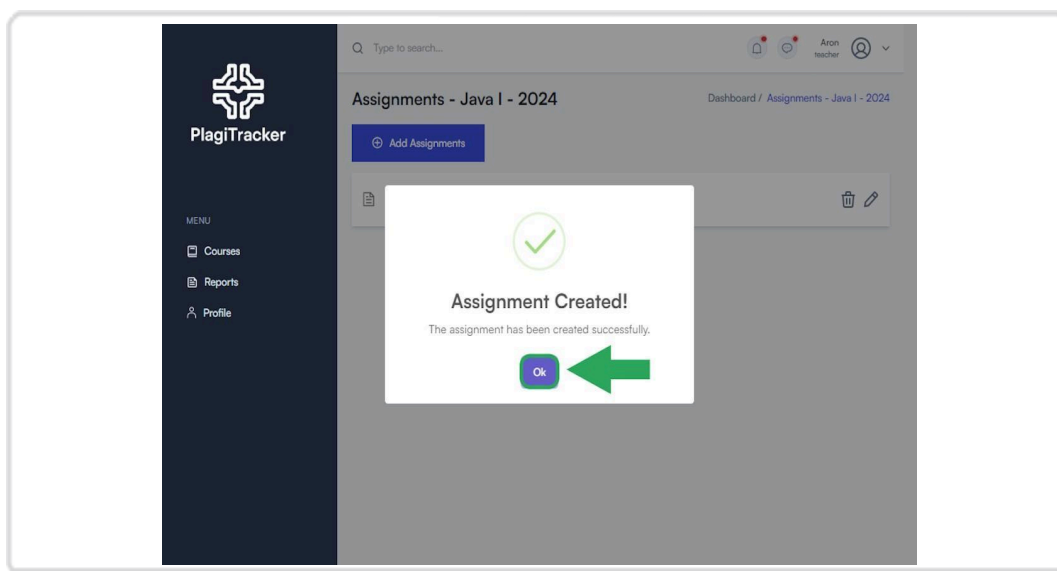 PlagiTracker
MENU
Courses
Reports
Profile
Type to search...
Aron
teacher
Assignments - Java I - 2024
Dashboard / Assignments - Java I - 2024
Add Assignments
Assignment Created!
The assignment has been created successfully.
Ok